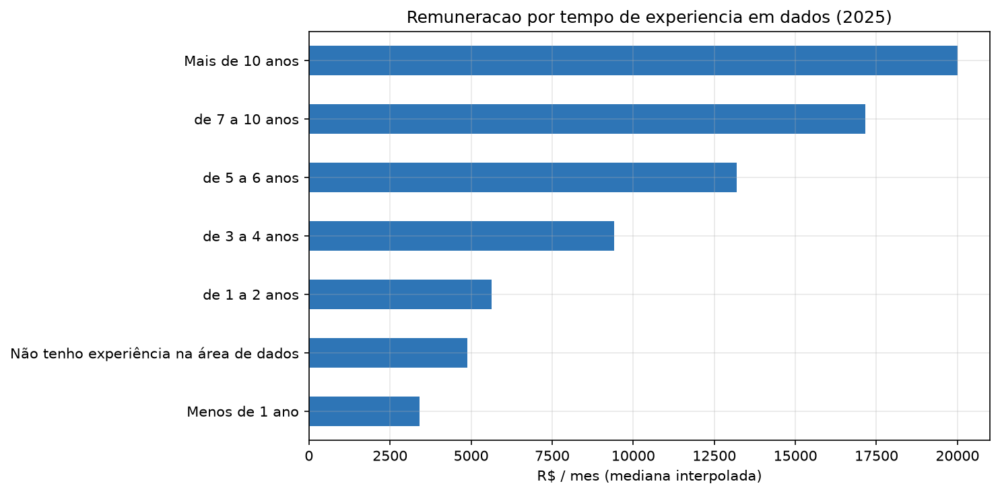 Remuneracao por tempo de experiencia em dados (2025)
Mais de 10 anos
de 7 a 10 anos
de 5 a 6 anos
de 3 a 4 anos
de 1 a 2 anos
Não tenho experiência na área de dados
Menos de 1 ano
0 2500 5000 7500 10000 12500 15000 17500 20000
R$ / mes (mediana interpolada)